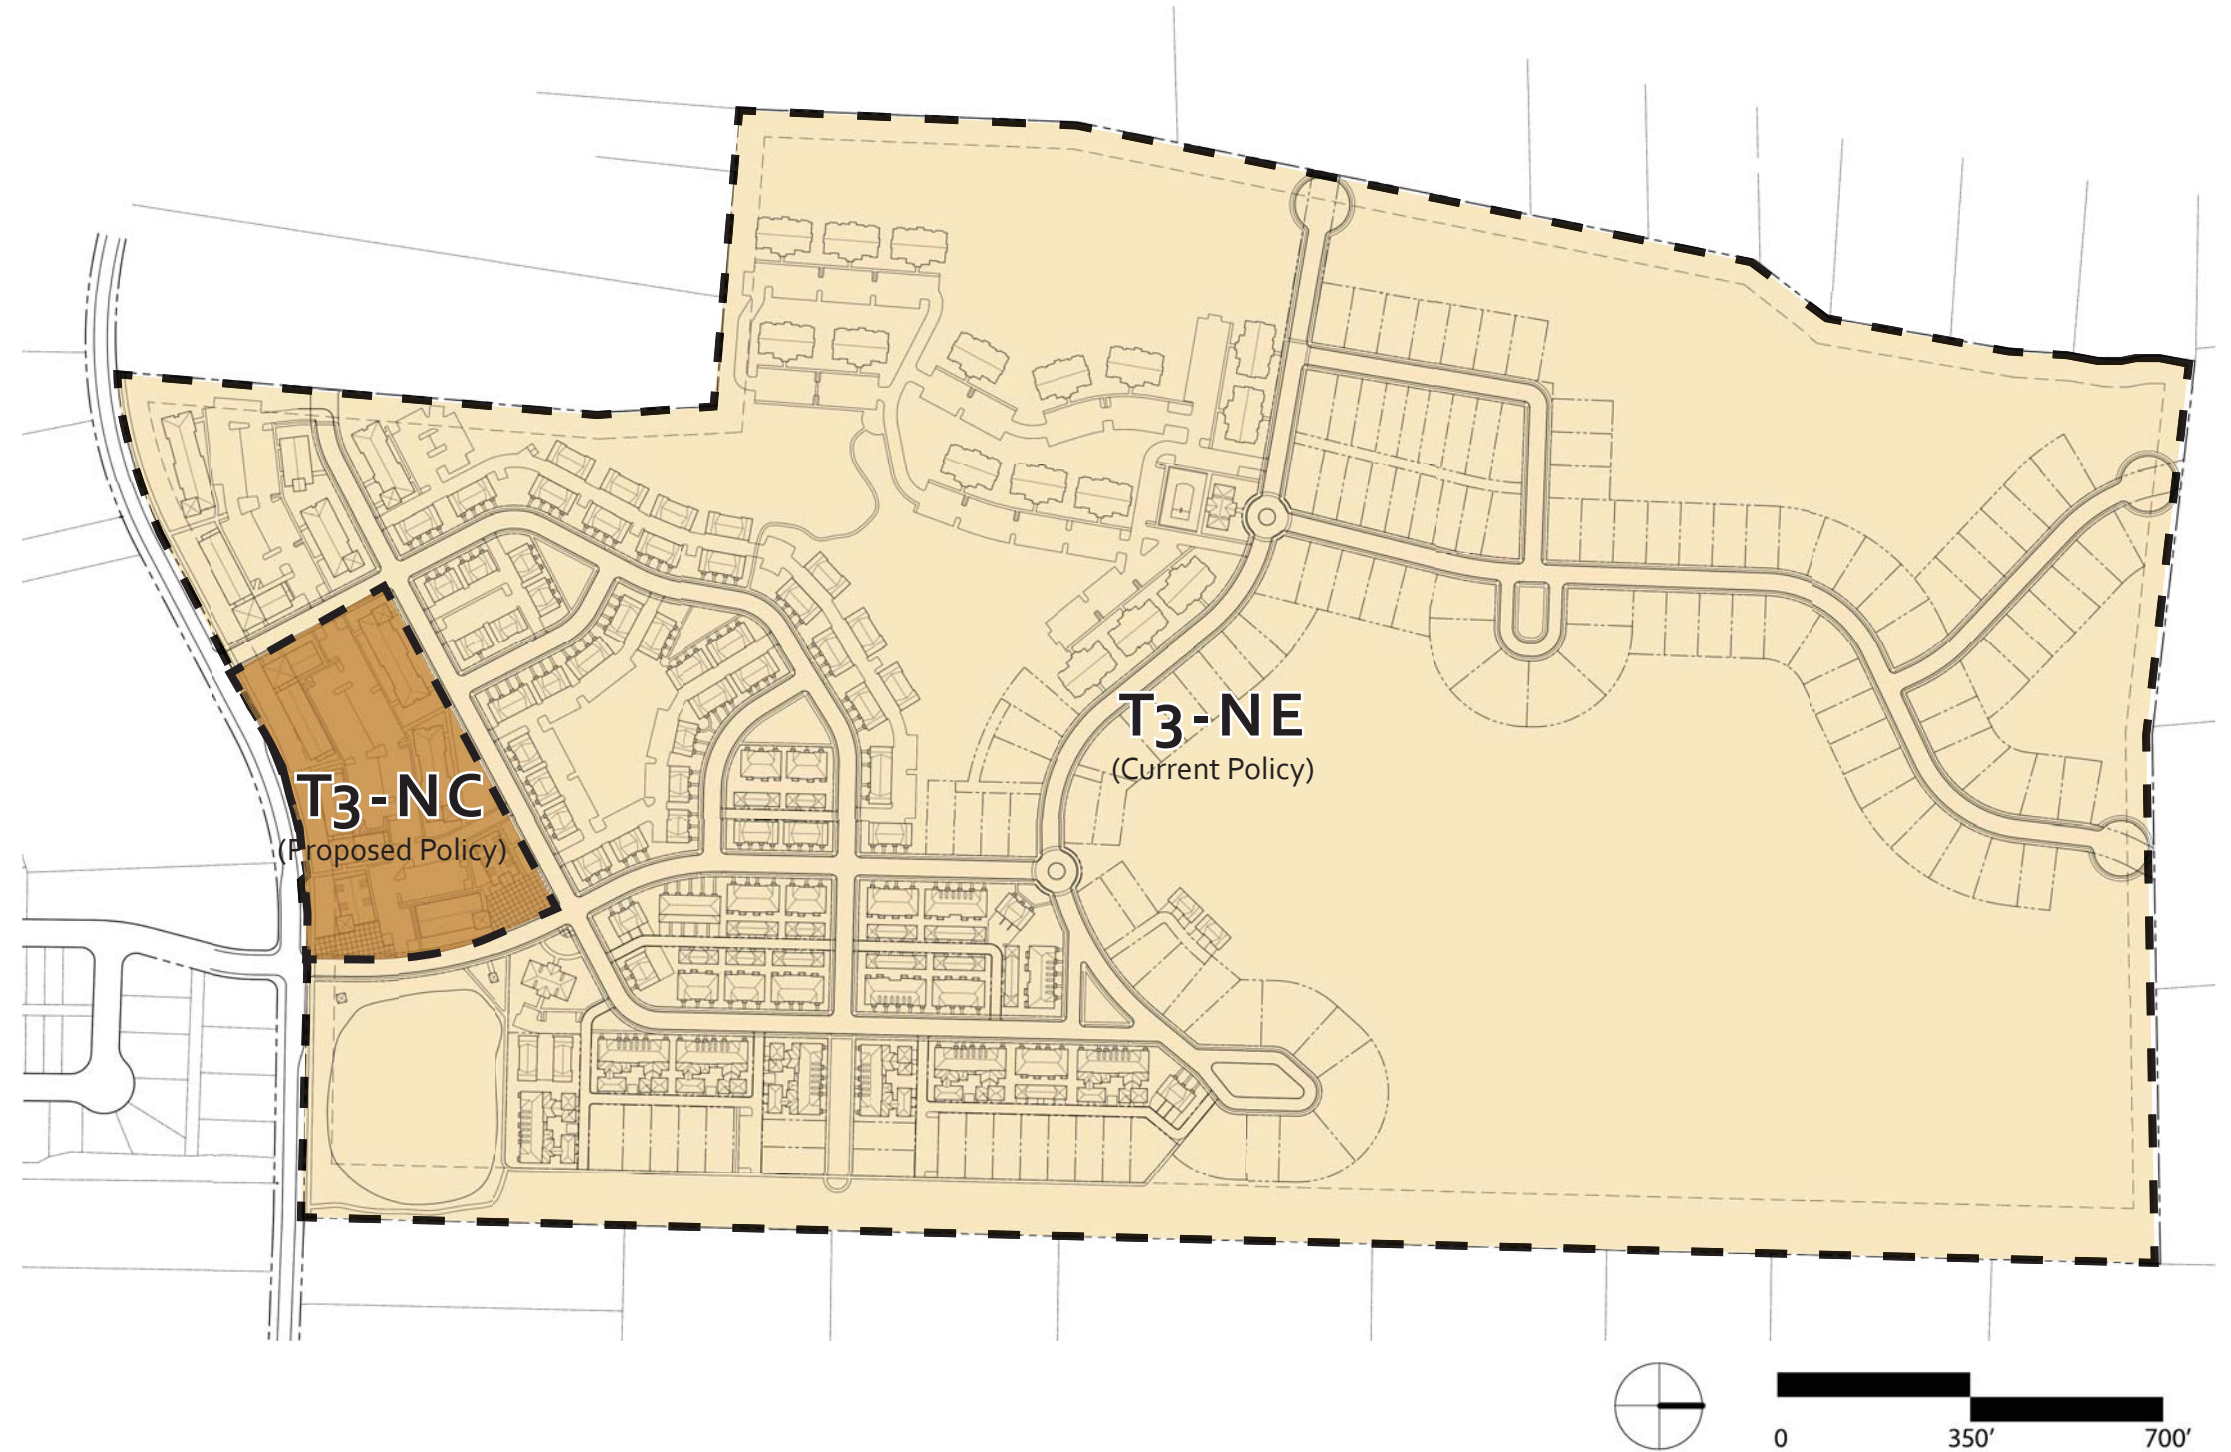 T3-NE
(Current Policy)
T3-NC
(Proposed Policy)
0 350’ 700’